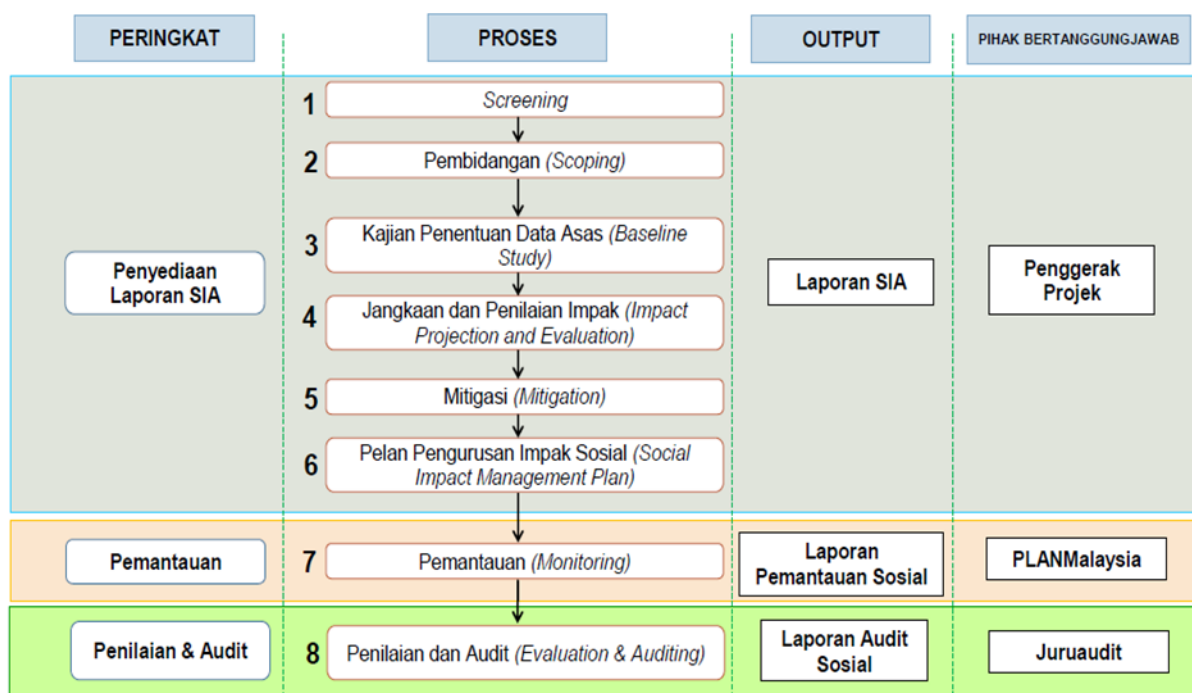 PERINGKAT
PROSES
OUTPUT
PIHAK BERTANGGUNGJAWAB
1
Screening
2
Pembidangan (Scoping)
3
Kajian Penentuan Data Asas (Baseline
Study)
Penyediaan
Laporan SIA
Laporan SIA
Penggerak
Projek
4
Jangkaan dan Penilaian Impak (Impact
Projection and Evaluation)
5
Mitigasi (Mitigation)
6
Pelan Pengurusan Impak Sosial (Social
Impact Management Plan)
Pemantauan
7
Pemantauan (Monitoring)
Laporan
Pemantauan Sosial
PLANMalaysia
Penilaian & Audit
8
Penilaian dan Audit (Evaluation & Auditing)
Laporan Audit
Sosial
Juruaudit